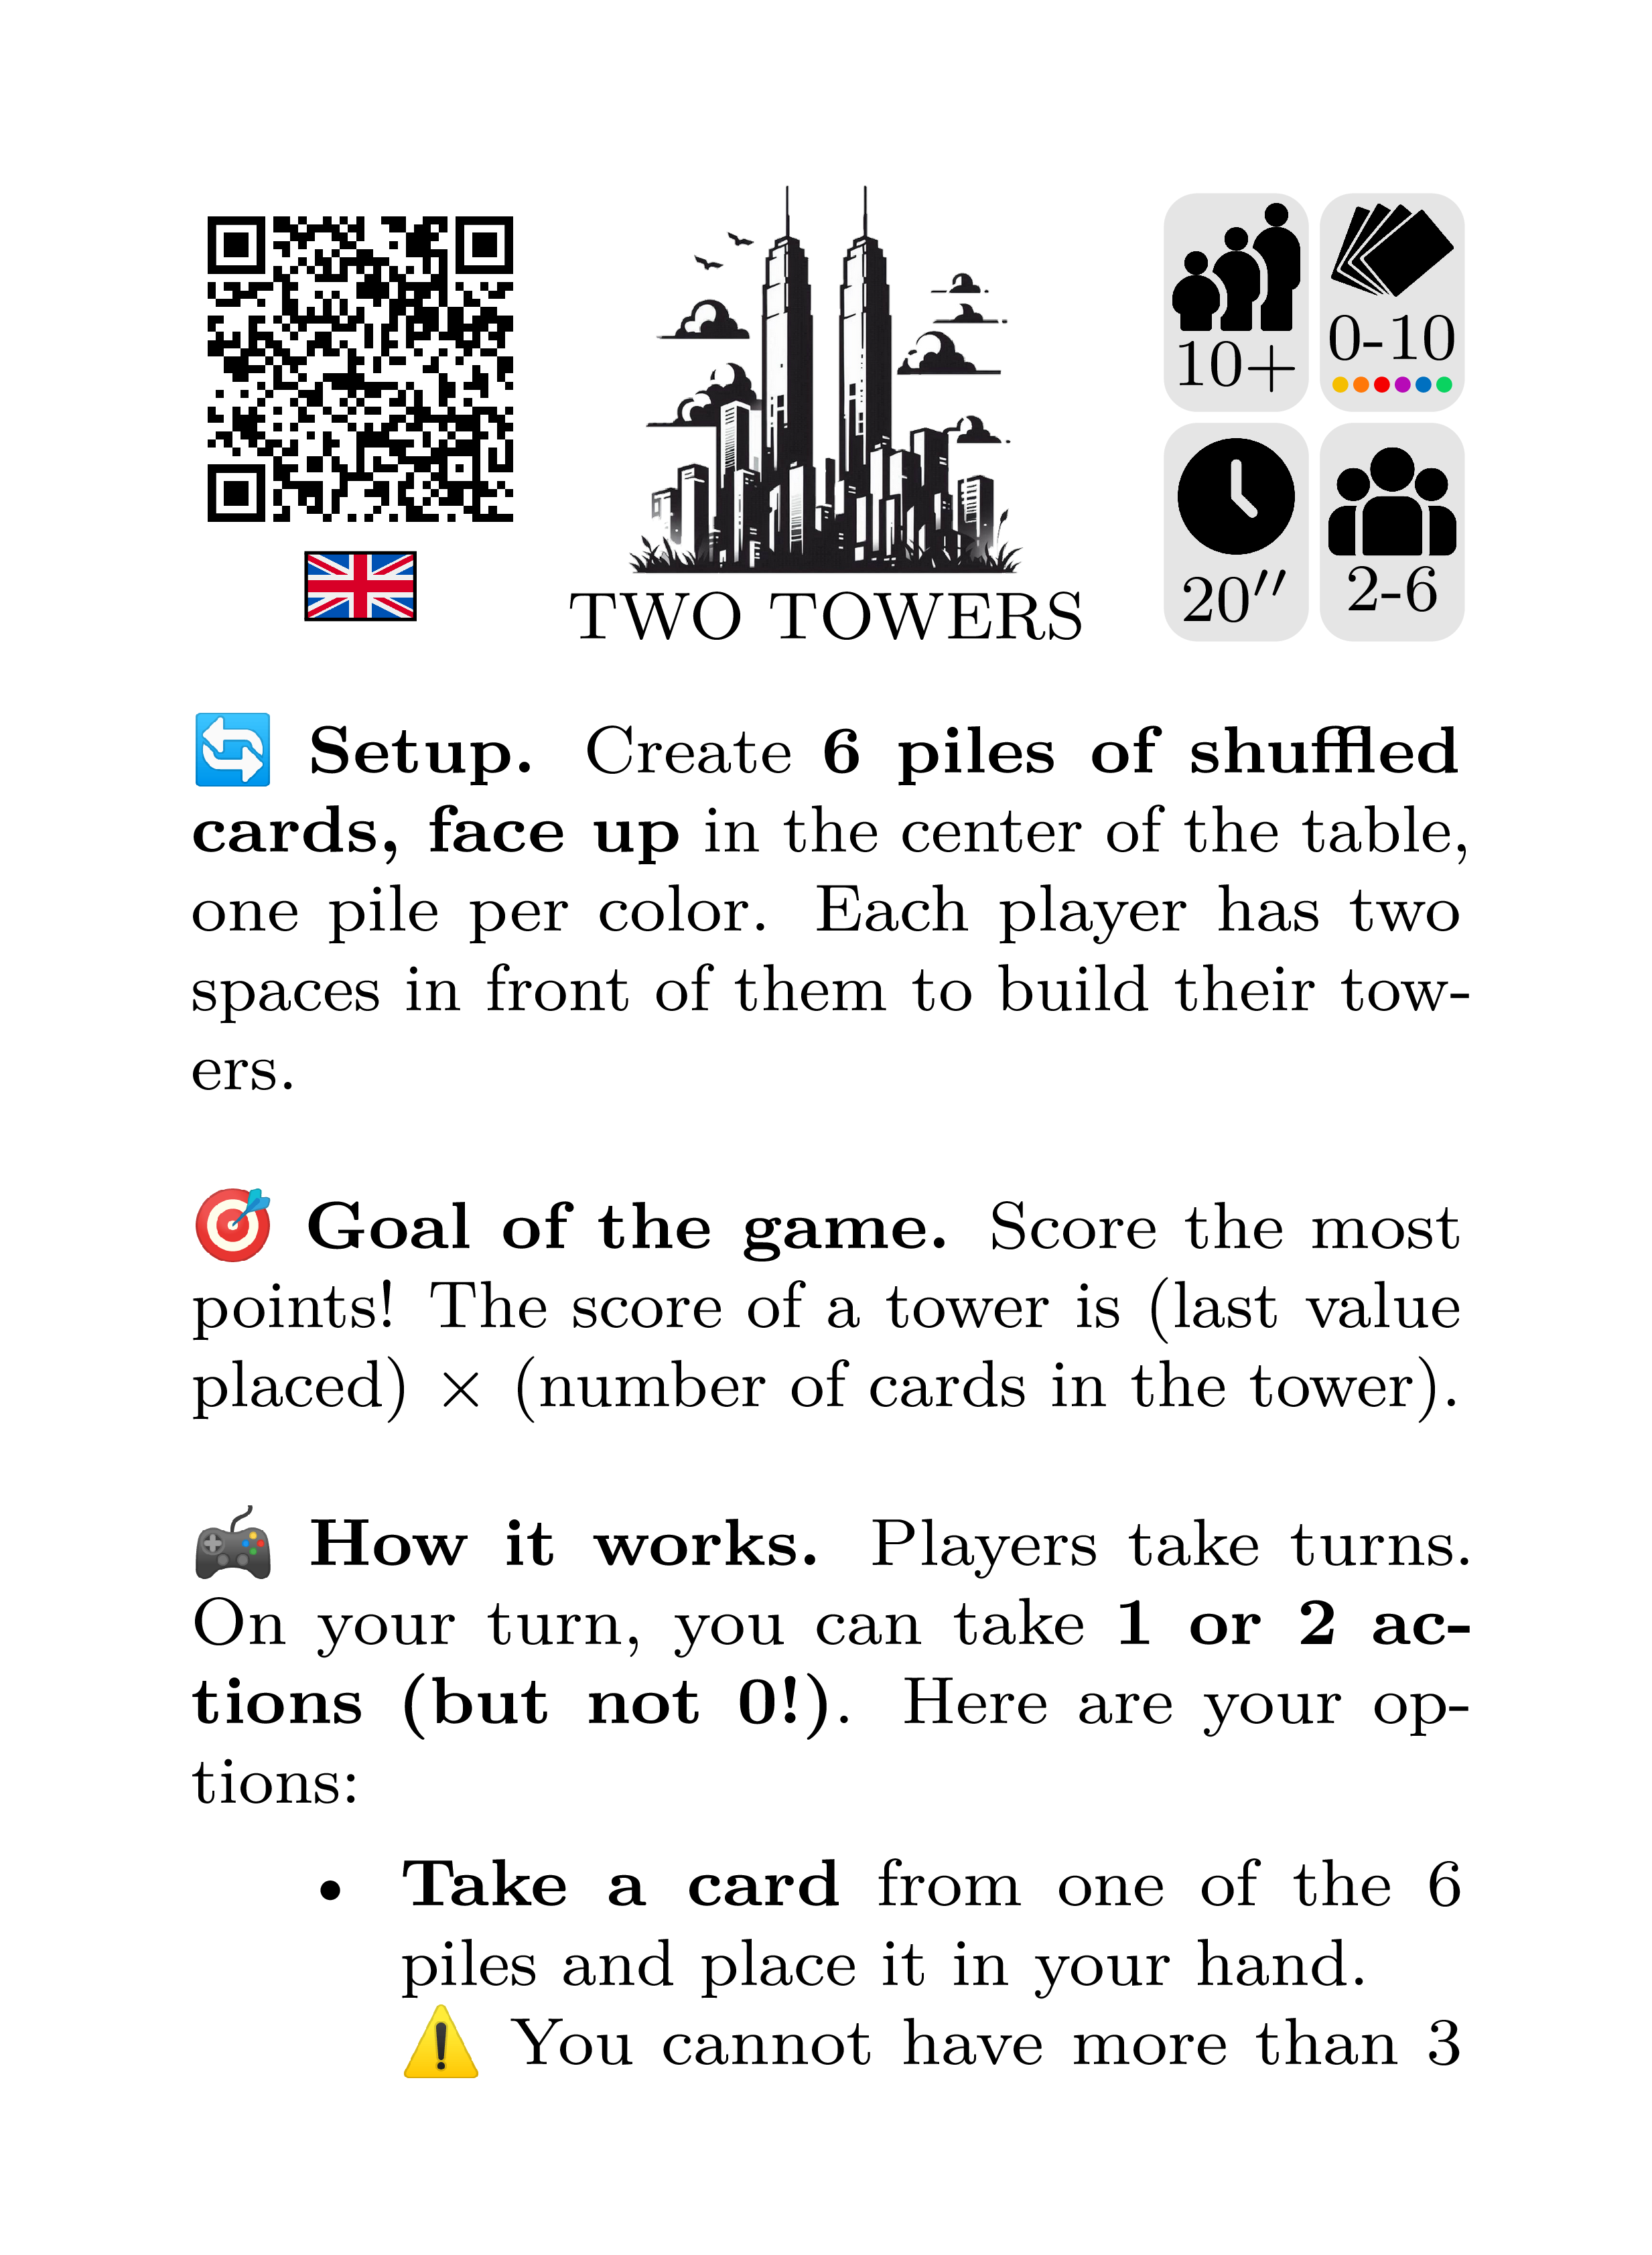 TWO TOWERS
10+
0-10
20″
2-6
🔄 Setup. Create 6 piles of shuffled
cards, face up in the center of the table,
one pile per color. Each player has two
spaces in front of them to build their tow-
ers.
🎯 Goal of the game. Score the most
points! The score of a tower is (last value
placed) × (number of cards in the tower).
🎮 How it works. Players take turns.
On your turn, you can take 1 or 2 ac-
tions (but not 0!). Here are your op-
tions:
• Take a card from one of the 6
piles and place it in your hand.
⚠️ You cannot have more than 3